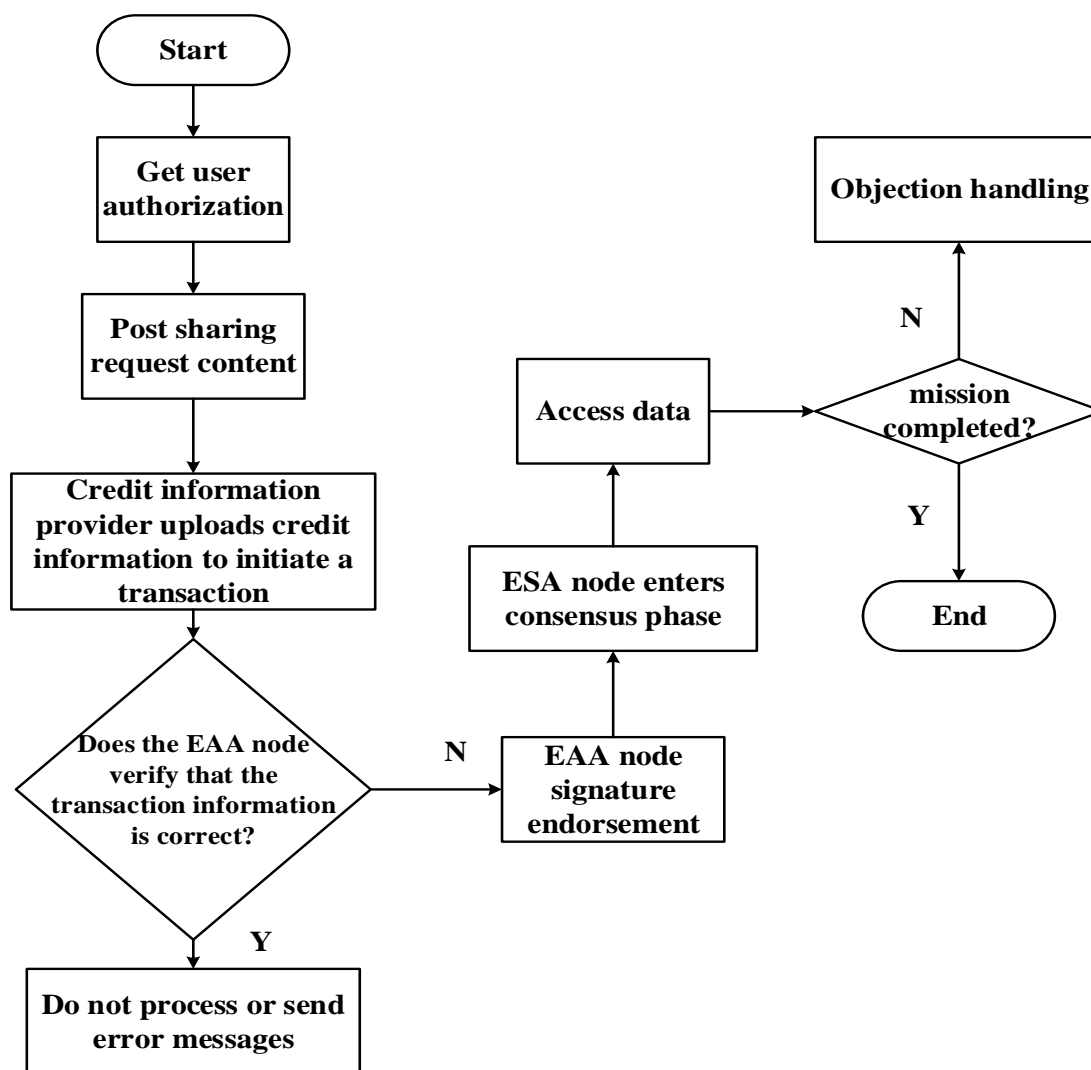 Start
Get user
authorization
Post sharing
request content
Credit information
provider uploads credit
information to initiate a
transaction
Does the EAA node
verify that the
transaction information
is correct?
Y
Do not process or send
error messages
N
EAA node
signature
endorsement
ESA node enters
consensus phase
Access data
mission
completed?
N
Objection handling
Y
End